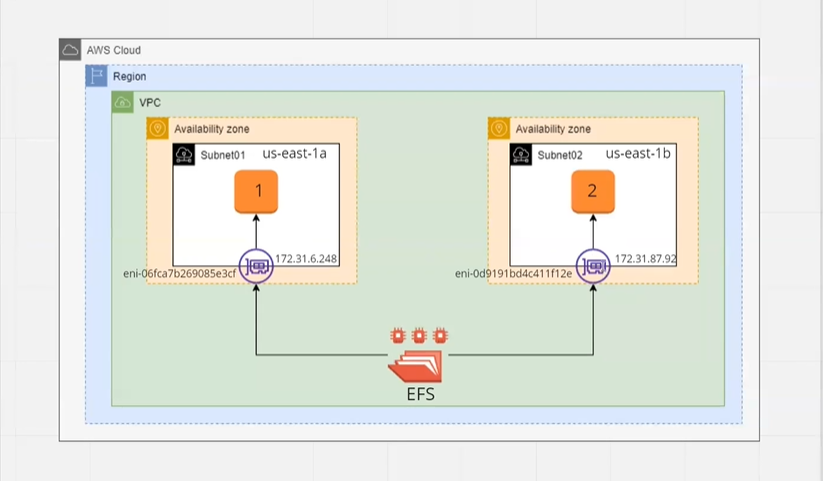 AWS Cloud
Region
VPC
Availability zone
Subnet01 us-east-1a
1
172.31.6.248
eni-06fca7b269085e3cf
Availability zone
Subnet02 us-east-1b
2
172.31.87.92
eni-0d9191bd4c411f12e
EFS